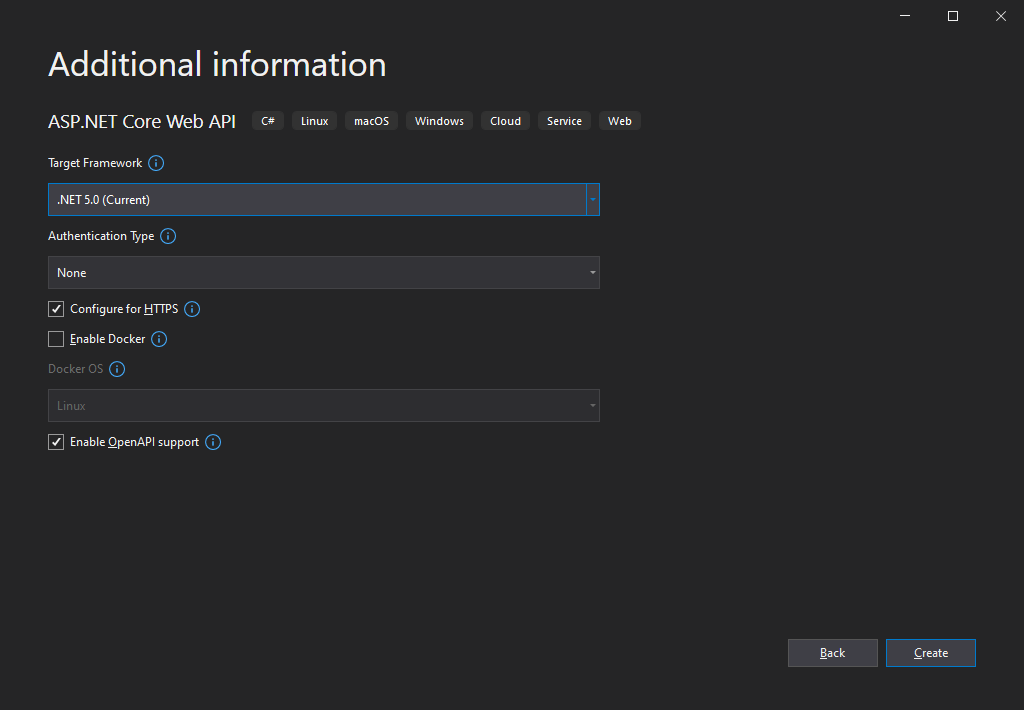 Additional information
ASP.NET Core Web API C# Linux macOS Windows Cloud Service Web
Target Framework
.NET 5.0 (Current)
Authentication Type
None
Configure for HTTPS
Enable Docker
Docker OS
Linux
Enable OpenAPI support
Back Create